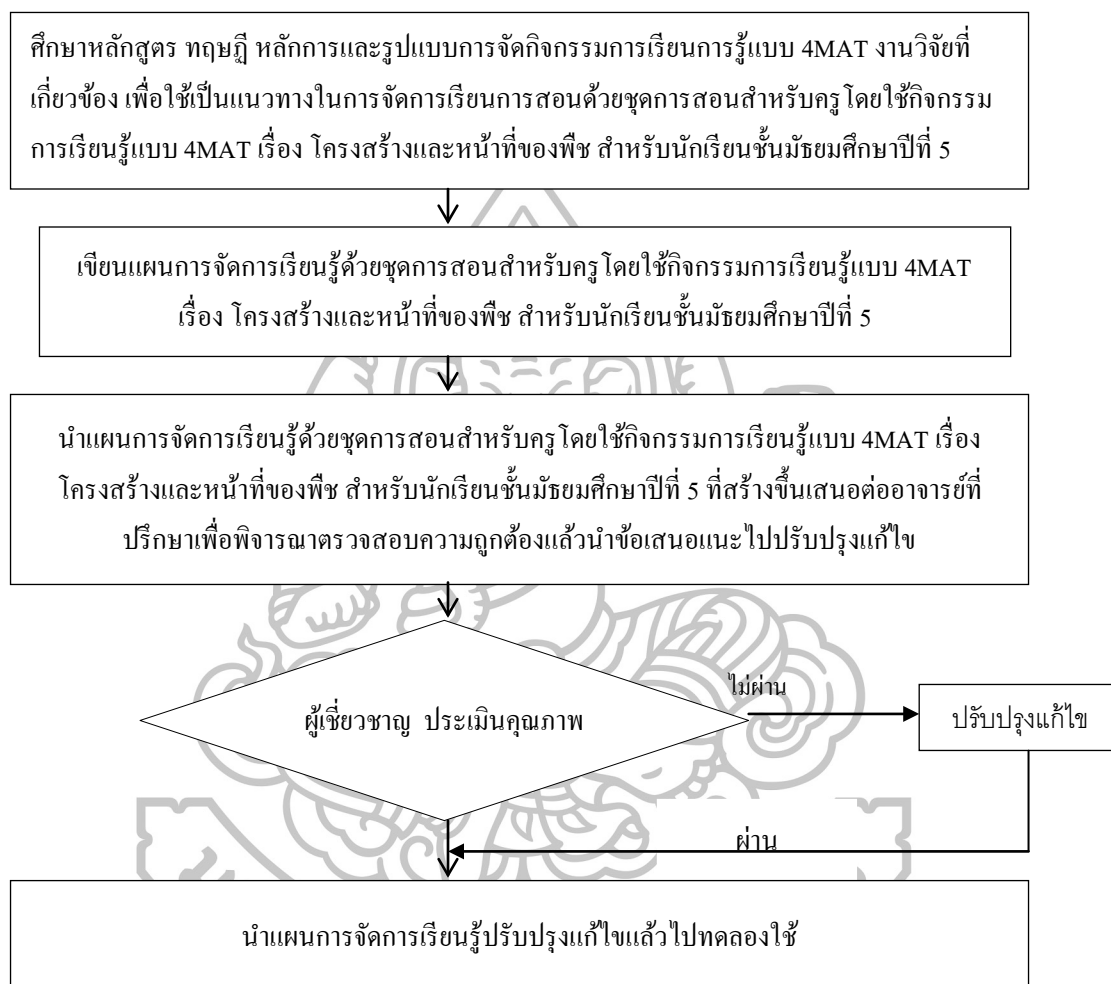 ศึกษาหลักสูตร ทฤษฎี หลักการและรูปแบบการจัดกิจกรรมการเรียนการรู้แบบ 4MAT งานวิจัยที่
เกี่ยวข้อง เพื่อใช้เป็นแนวทางในการจัดการเรียนการสอนด้วยชุดการสอนสำหรับครูโดยใช้กิจกรรม
การเรียนรู้แบบ 4MAT เรื่อง โครงสร้างและหน้าที่ของพืช สำหรับนักเรียนชั้นมัธยมศึกษาปีที่ 5
เขียนแผนการจัดการเรียนรู้ด้วยชุดการสอนสำหรับครูโดยใช้กิจกรรมการเรียนรู้แบบ 4MAT
เรื่อง โครงสร้างและหน้าที่ของพืช สำหรับนักเรียนชั้นมัธยมศึกษาปีที่ 5
นำแผนการจัดการเรียนรู้ด้วยชุดการสอนสำหรับครูโดยใช้กิจกรรมการเรียนรู้แบบ 4MAT เรื่อง
โครงสร้างและหน้าที่ของพืช สำหรับนักเรียนชั้นมัธยมศึกษาปีที่ 5 ที่สร้างขึ้นเสนอต่ออาจารย์ที่
ปรึกษาเพื่อพิจารณาตรวจสอบความถูกต้องแล้วนำข้อเสนอแนะไปปรับปรุงแก้ไข
ไม่ผ่าน
ผู้เชี่ยวชาญ ประเมินคุณภาพ
ปรับปรุงแก้ไข
ผ่าน
นำแผนการจัดการเรียนรู้ปรับปรุงแก้ไขแล้วไปทดลองใช้